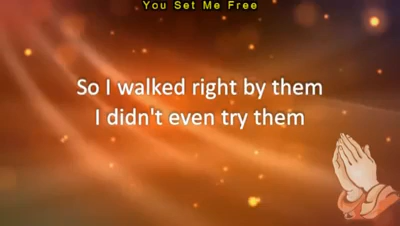 You Set Me Free
So I walked right by them
I didn't even try them